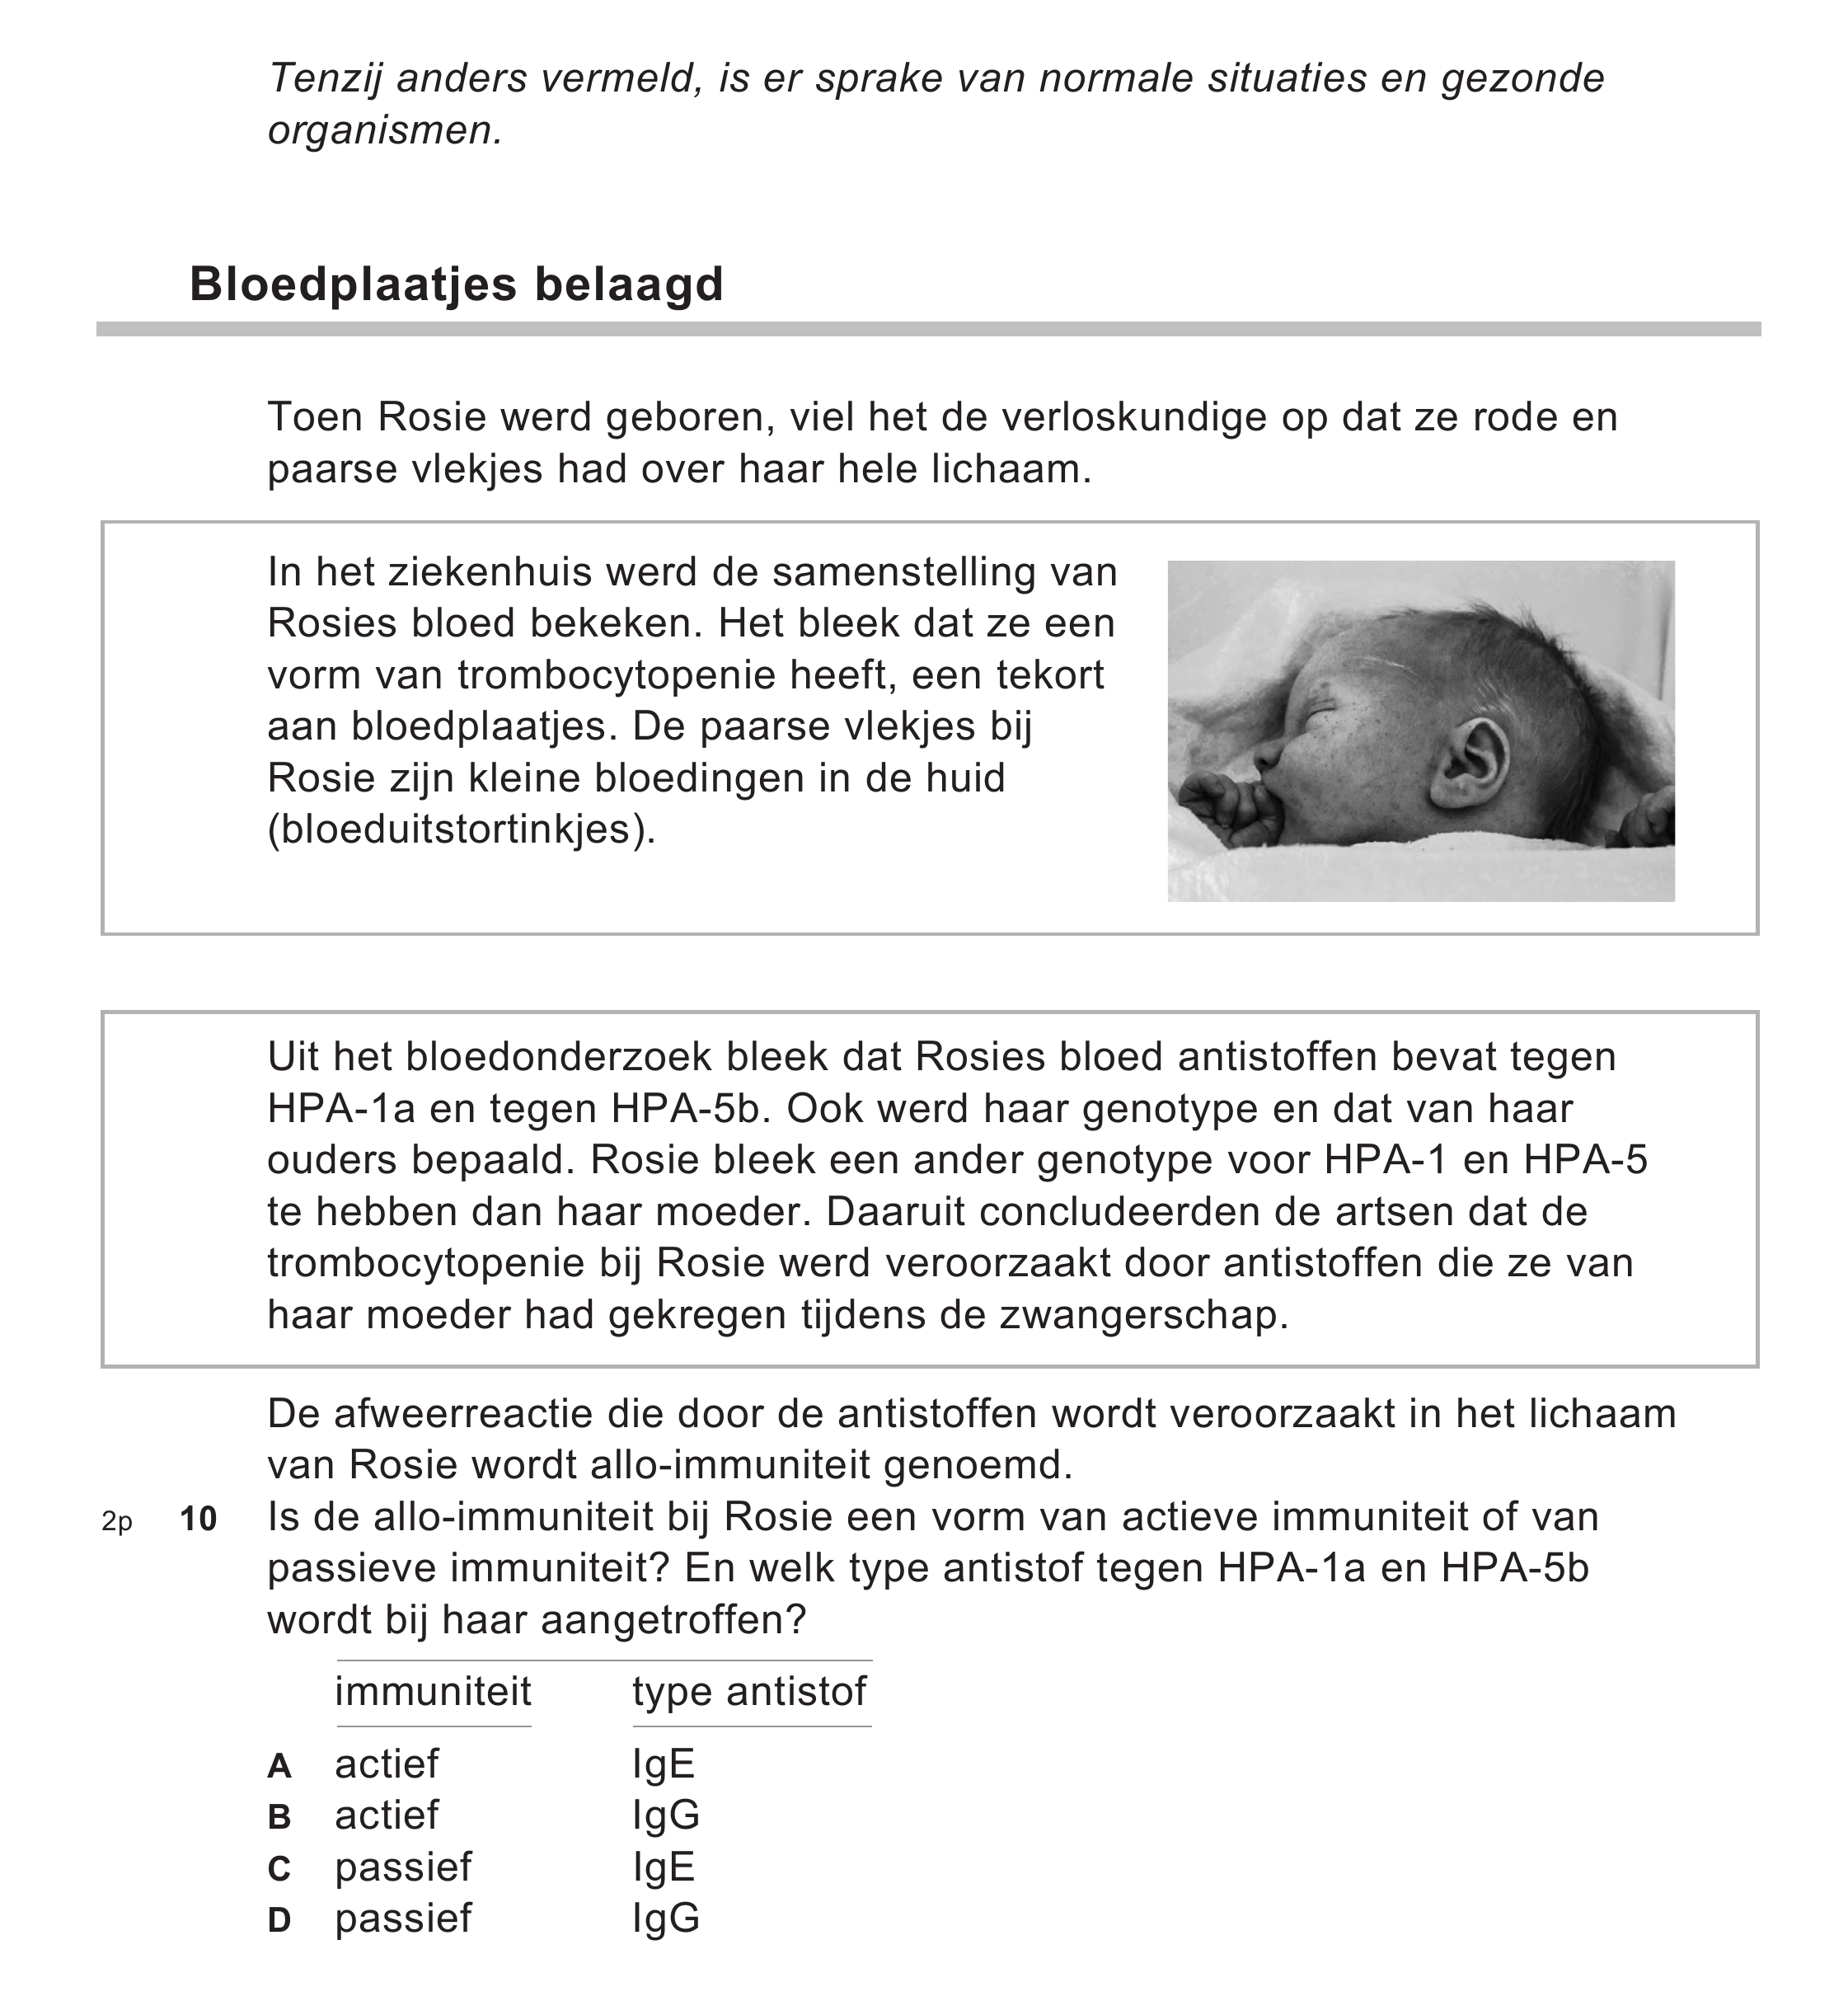 Tenzij anders vermeld, is er sprake van normale situaties en gezonde
organismen.
Bloedplaatjes belaagd
Toen Rosie werd geboren, viel het de verloskundige op dat ze rode en
paarse vlekjes had over haar hele lichaam.
In het ziekenhuis werd de samenstelling van
Rosies bloed bekeken. Het bleek dat ze een
vorm van trombocytopenie heeft, een tekort
aan bloedplaatjes. De paarse vlekjes bij
Rosie zijn kleine bloedingen in de huid
(bloeduitstortinkjes).
Uit het bloedonderzoek bleek dat Rosies bloed antistoffen bevat tegen
HPA-1a en tegen HPA-5b. Ook werd haar genotype en dat van haar
ouders bepaald. Rosie bleek een ander genotype voor HPA-1 en HPA-5
te hebben dan haar moeder. Daaruit concludeerden de artsen dat de
trombocytopenie bij Rosie werd veroorzaakt door antistoffen die ze van
haar moeder had gekregen tijdens de zwangerschap.
De afweerreactie die door de antistoffen wordt veroorzaakt in het lichaam
van Rosie wordt allo-immuniteit genoemd.
2p 10 Is de allo-immuniteit bij Rosie een vorm van actieve immuniteit of van
passieve immuniteit? En welk type antistof tegen HPA-1a en HPA-5b
wordt bij haar aangetroffen?
immuniteit type antistof
A actief IgE
B actief IgG
C passief IgE
D passief IgG